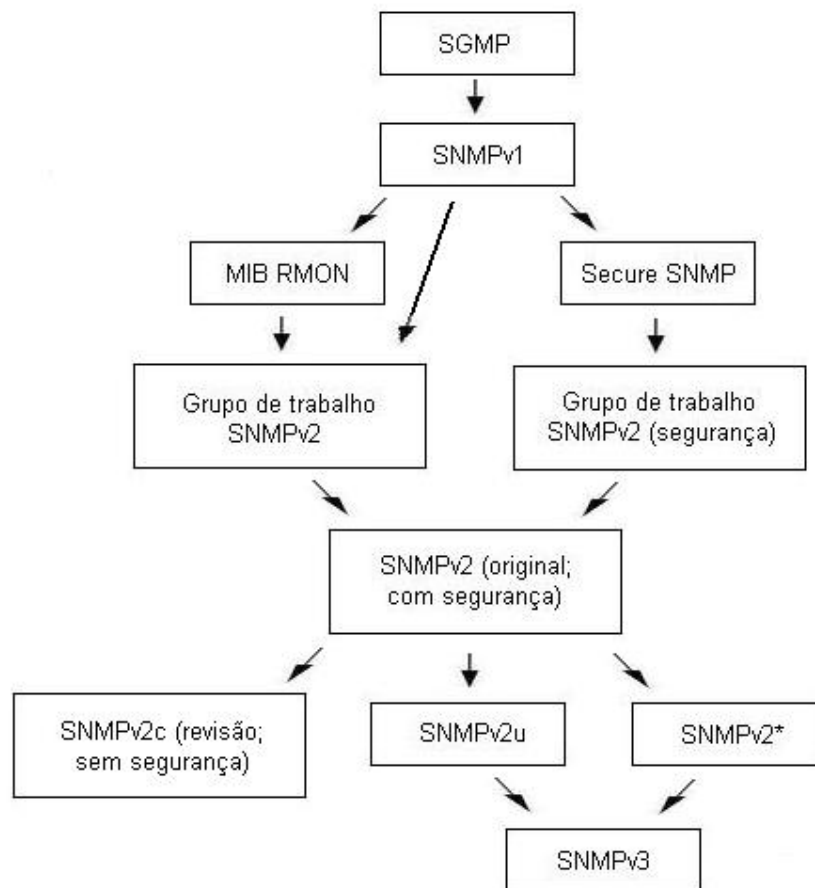 SGMP
SNMPv1
MIB RMON
Secure SNMP
Grupo de trabalho
SNMPv2
Grupo de trabalho
SNMPv2 (segurança)
SNMPv2 (original;
com segurança)
SNMPv2c (revisão;
sem segurança)
SNMPv2u
SNMPv2*
SNMPv3